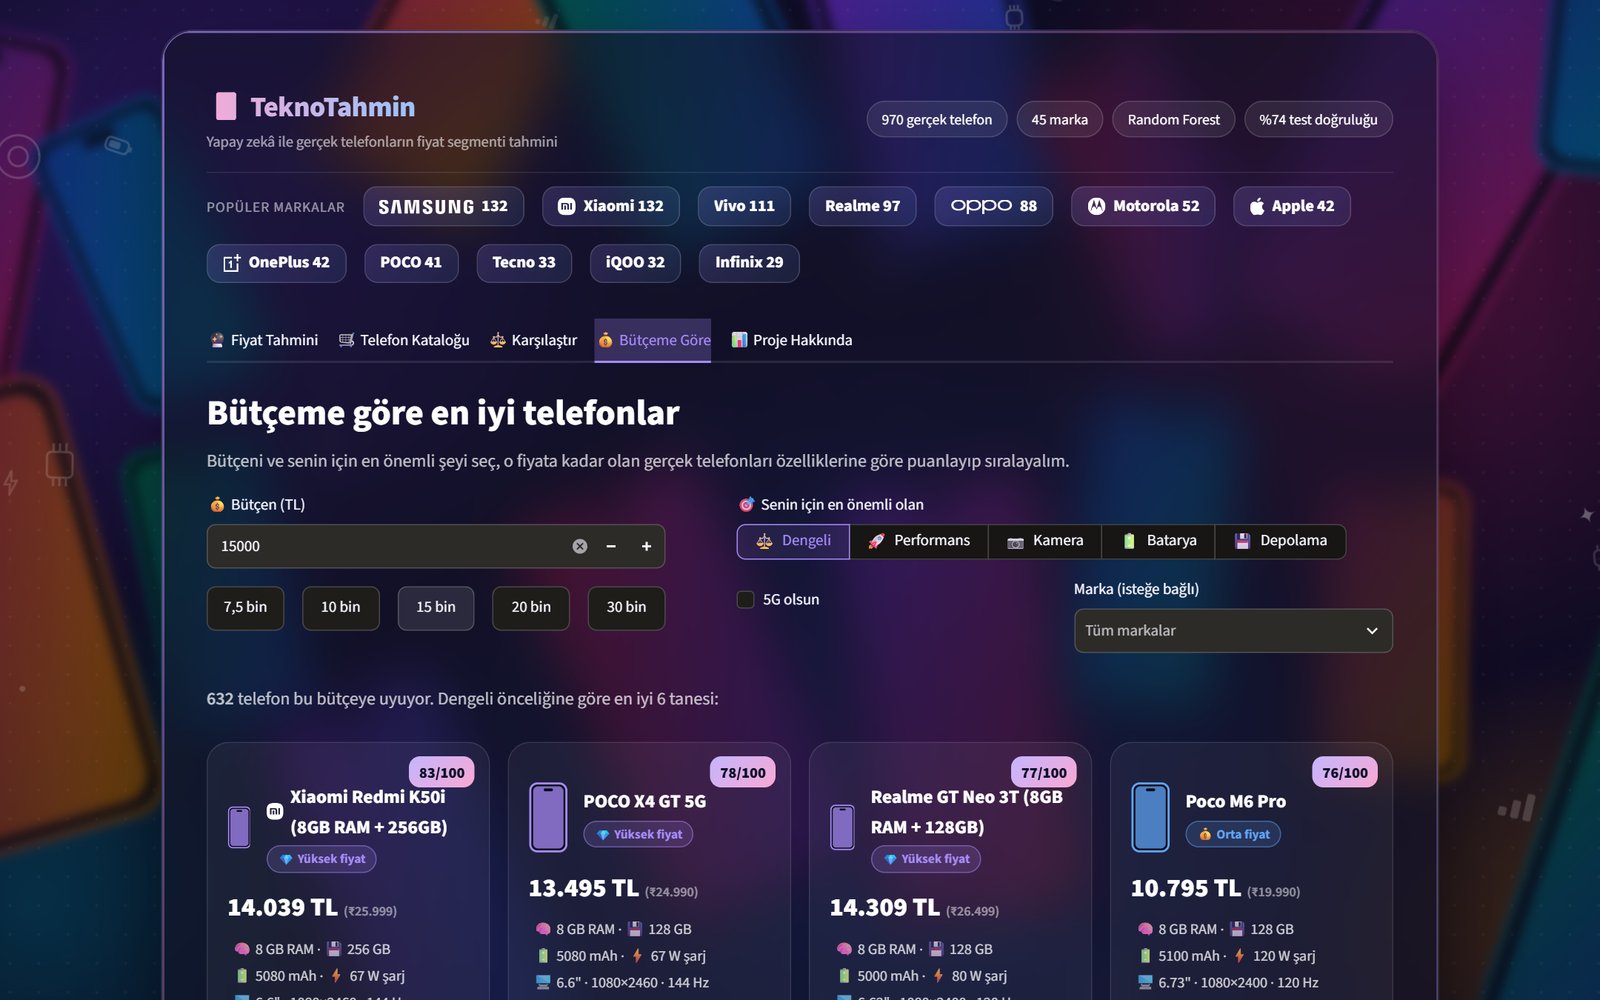 TeknoTahmin
Yapay zekâ ile gerçek telefonların fiyat segmenti tahmini
970 gerçek telefon
45 marka
Random Forest
%74 test doğruluğu
POPÜLER MARKALAR
SAMSUNG 132
Xiaomi 132
Vivo 111
Realme 97
oppo 88
Motorola 52
Apple 42
OnePlus 42
POCO 41
Tecno 33
iQOO 32
Infinix 29
Fiyat Tahmini
Telefon Kataloğu
Karşılaştır
Bütçeme Göre
Proje Hakkında
Bütçeme göre en iyi telefonlar
Bütçeni ve senin için en önemli şeyi seç, o fiyata kadar olan gerçek telefonları özelliklerine göre puanlayıp sıralayalım.
Bütçen (TL)
15000
7,5 bin
10 bin
15 bin
20 bin
30 bin
Senin için en önemli olan
Dengeli
Performans
Kamera
Batarya
Depolama
5G olsun
Marka (isteğe bağlı)
Tüm markalar
632 telefon bu bütçeye uyuyor. Dengeli önceliğine göre en iyi 6 tanesi:
83/100
mi
Xiaomi Redmi K50i
(8GB RAM + 256GB)
Yüksek fiyat
14.039 TL (₹25.999)
8 GB RAM · 256 GB
5080 mAh · 67 W şarj
78/100
POCO X4 GT 5G
Yüksek fiyat
13.495 TL (₹24.990)
8 GB RAM · 128 GB
5080 mAh · 67 W şarj
6.6" · 1080×2460 · 144 Hz
77/100
Realme GT Neo 3T (8GB
RAM + 128GB)
Yüksek fiyat
14.309 TL (₹26.499)
8 GB RAM · 128 GB
5000 mAh · 80 W şarj
76/100
Poco M6 Pro
Orta fiyat
10.795 TL (₹19.990)
8 GB RAM · 128 GB
5100 mAh · 120 W şarj
6.73" · 1080×2400 · 120 Hz